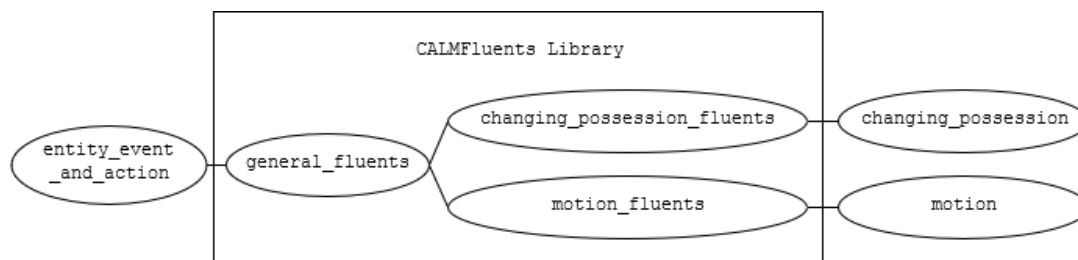 CALMFluents Library
entity_event
_and_action
general_fluents
changing_possession_fluents
changing_possession
motion_fluents
motion